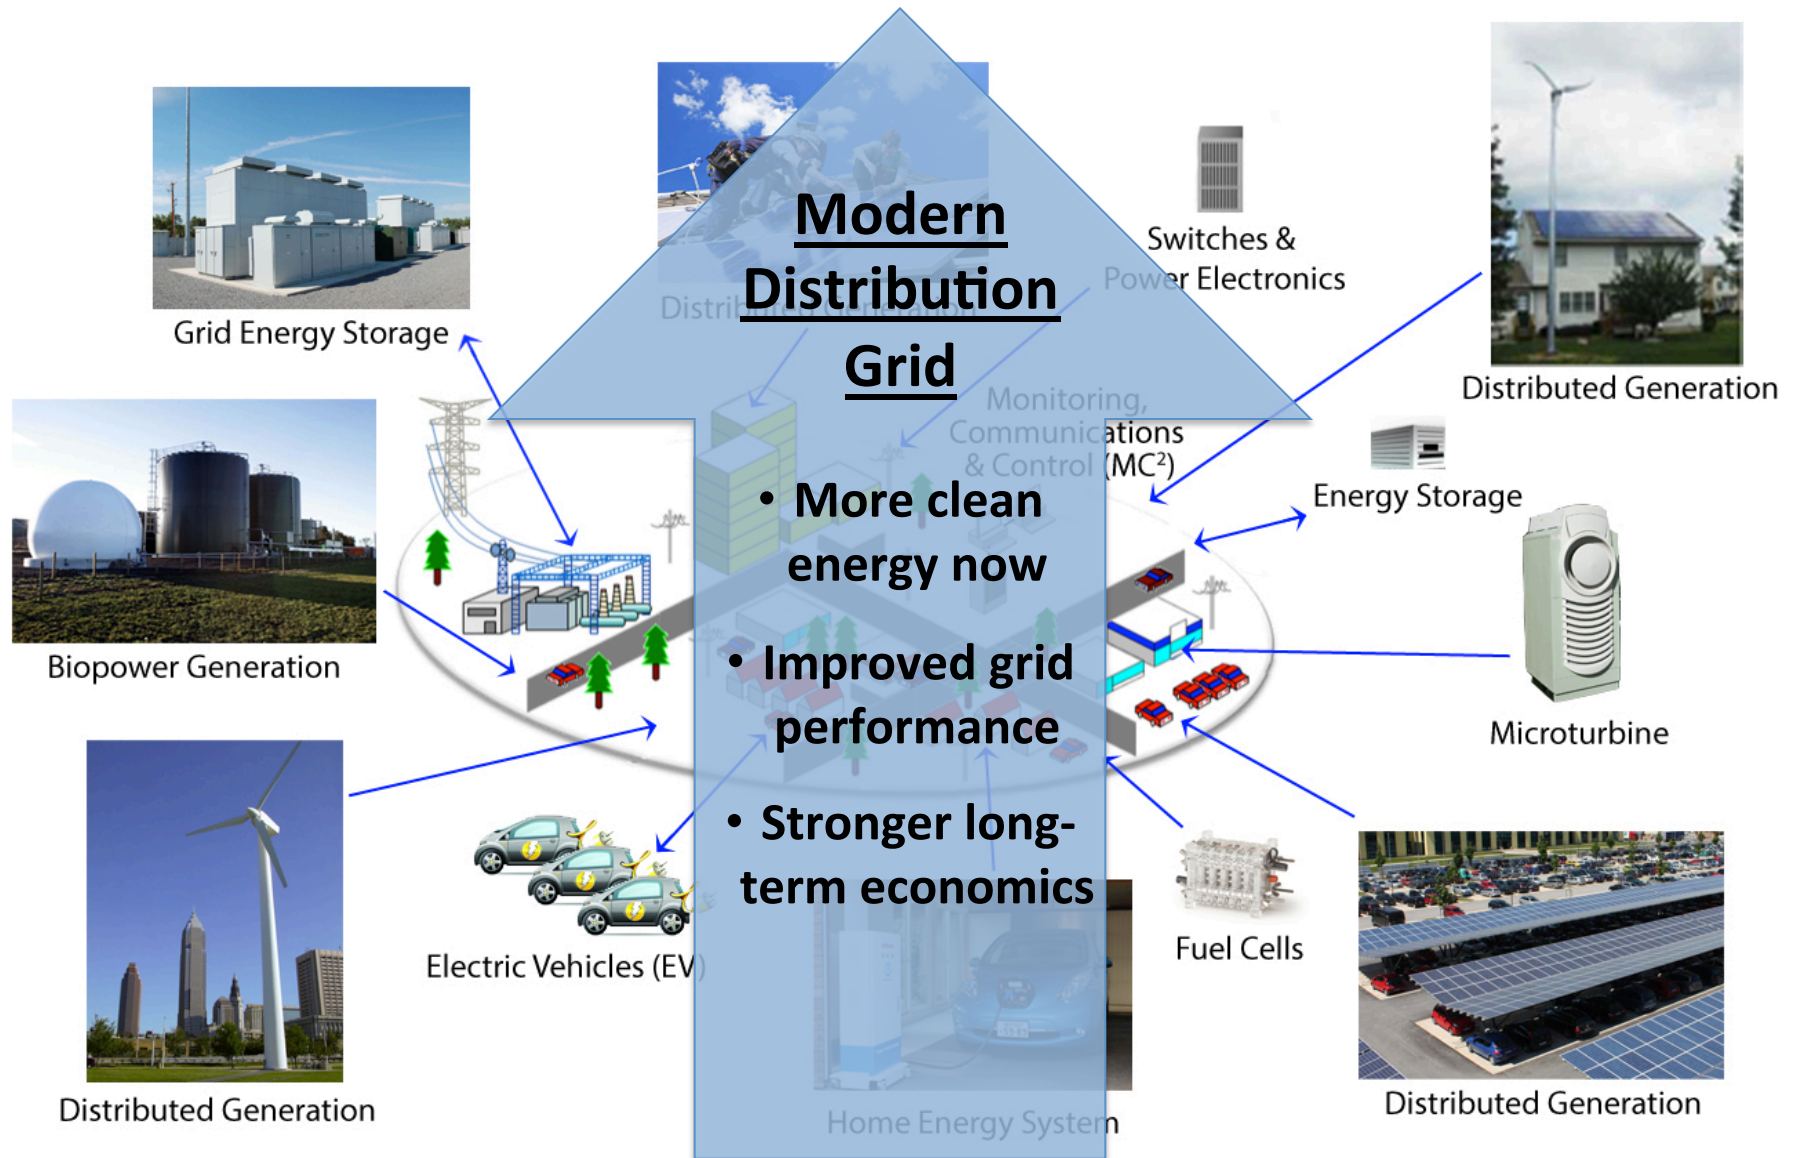 Modern
Distribution
Grid
• More clean
energy now
• Improved grid
performance
• Stronger long-
term economics
Grid Energy Storage
Distributed Generation
Switches &
Power Electronics
Distributed Generation
Monitoring,
Communications
& Control (MC²)
Energy Storage
Biopower Generation
Microturbine
Electric Vehicles (EV)
Fuel Cells
Distributed Generation
Home Energy System
Distributed Generation